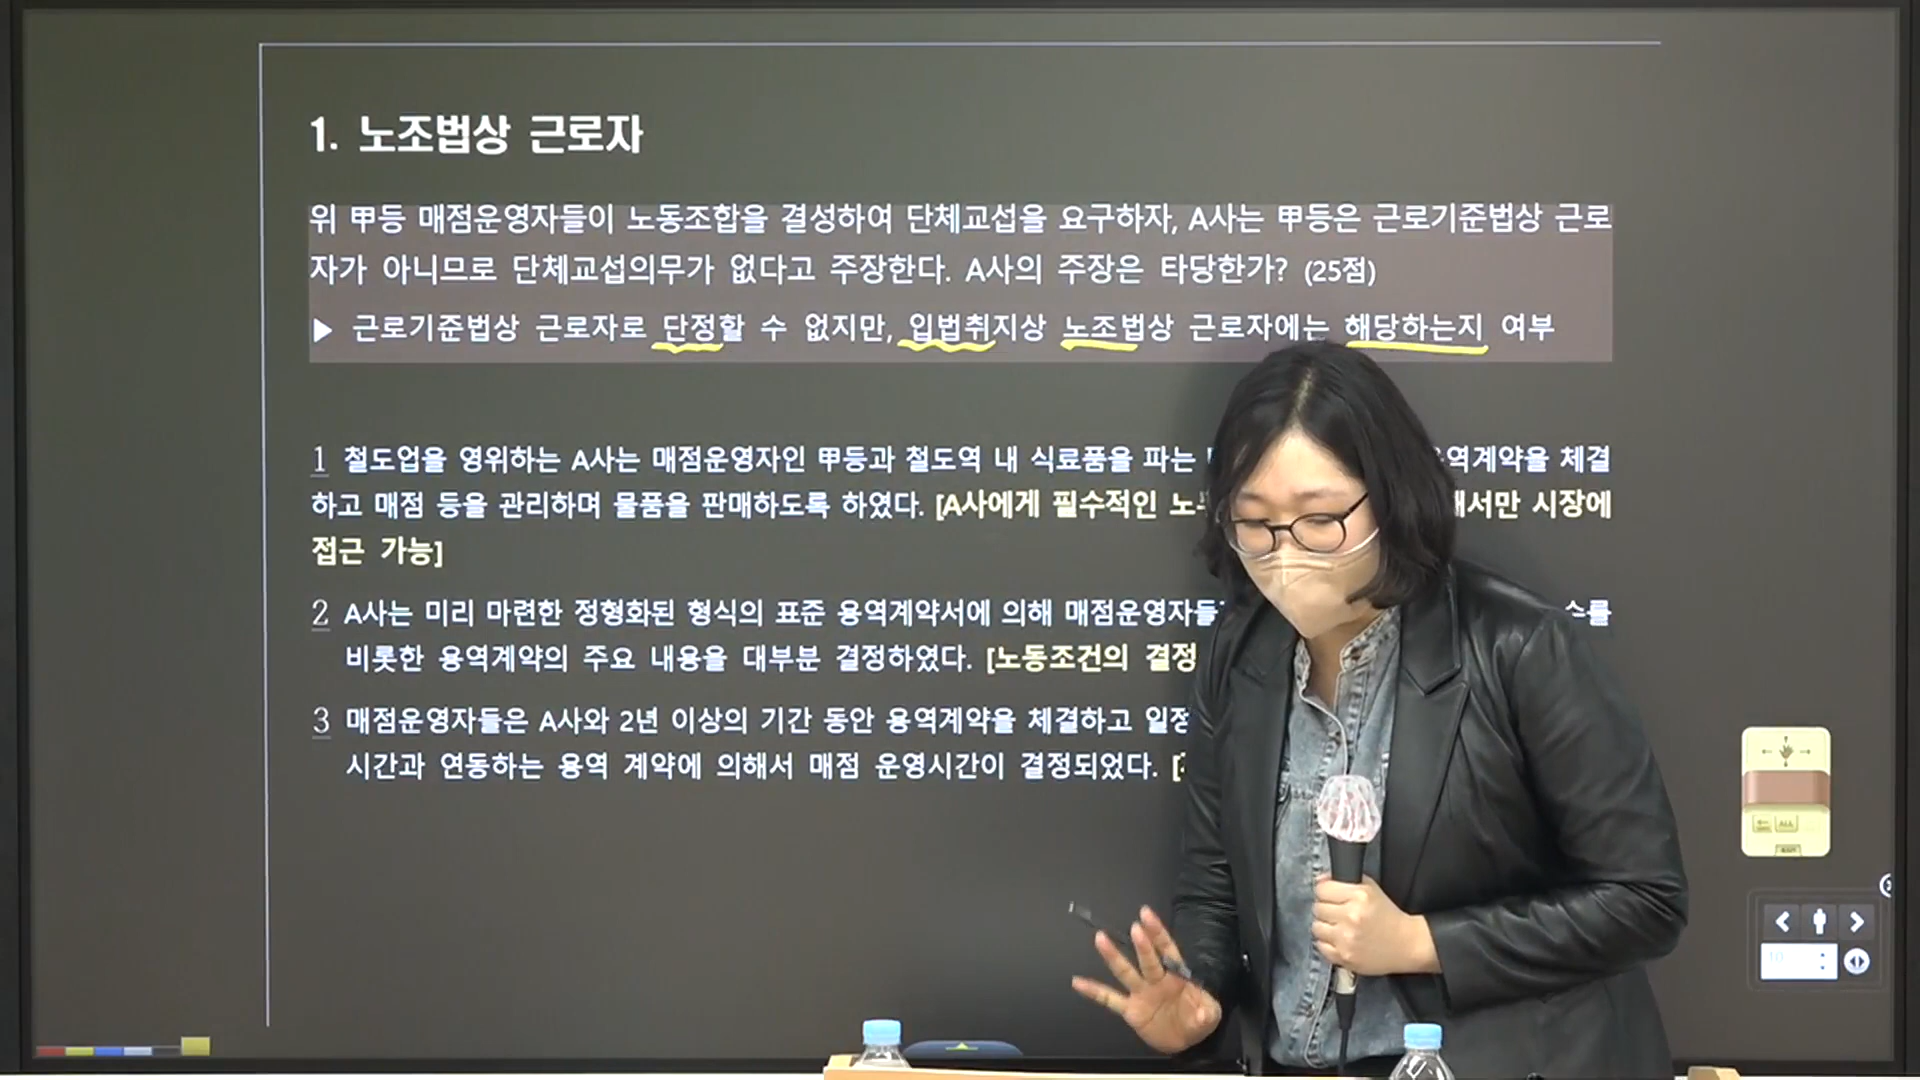 1. 노조법상 근로자
위 甲등 매점운영자들이 노동조합을 결성하여 단체교섭을 요구하자, A사는 甲등은 근로기준법상 근로
자가 아니므로 단체교섭의무가 없다고 주장한다. A사의 주장은 타당한가? (25점)
▶ 근로기준법상 근로자로 단정할 수 없지만, 입법취지상 노조법상 근로자에는 해당하는지 여부
1 철도업을 영위하는 A사는 매점운영자인 甲등과 철도역 내 식료품을 파는 용역계약을 체결
하고 매점 등을 관리하며 물품을 판매하도록 하였다. [A사에게 필수적인 시장에
접근 가능]
2 A사는 미리 마련한 정형화된 형식의 표준 용역계약서에 의해
비롯한 용역계약의 주요 내용을 대부분 결정하였다. [노동조건의 결정
3 매점운영자들은 A사와 2년 이상의 기간 동안 용역계약을 체결하고
시간과 연동하는 용역 계약에 의해서 매점 운영시간이 결정되었다. [
ALL